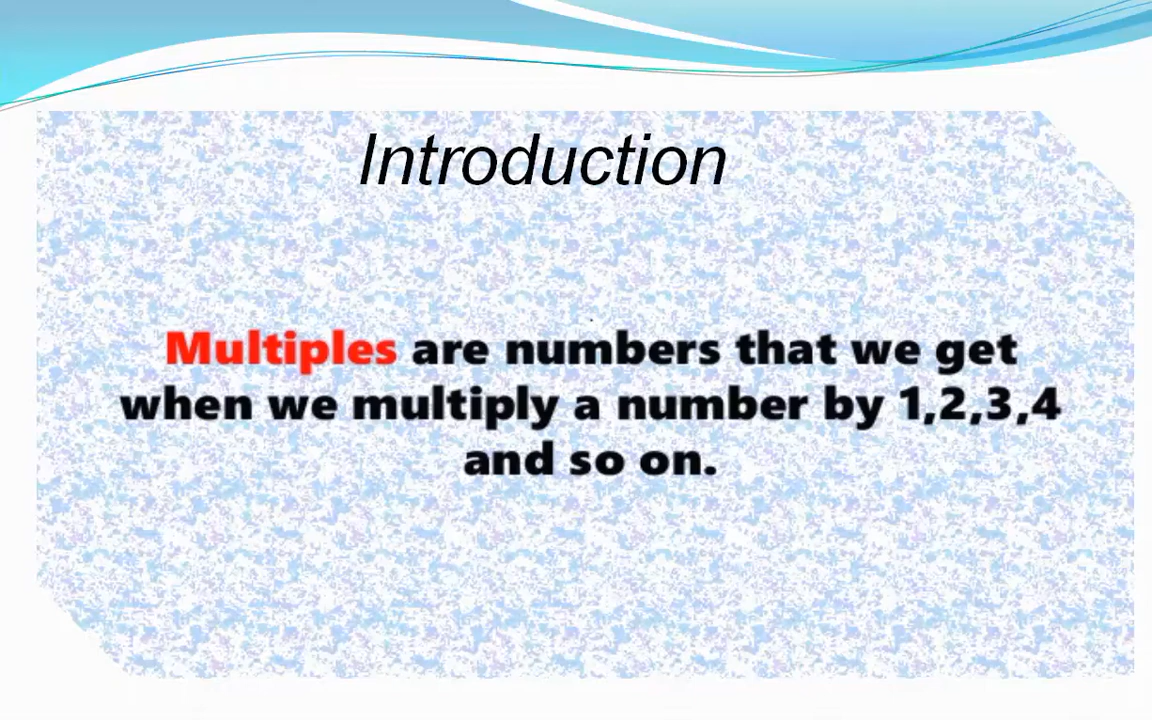 Introduction
Multiples are numbers that we get
when we multiply a number by 1,2,3,4
and so on.